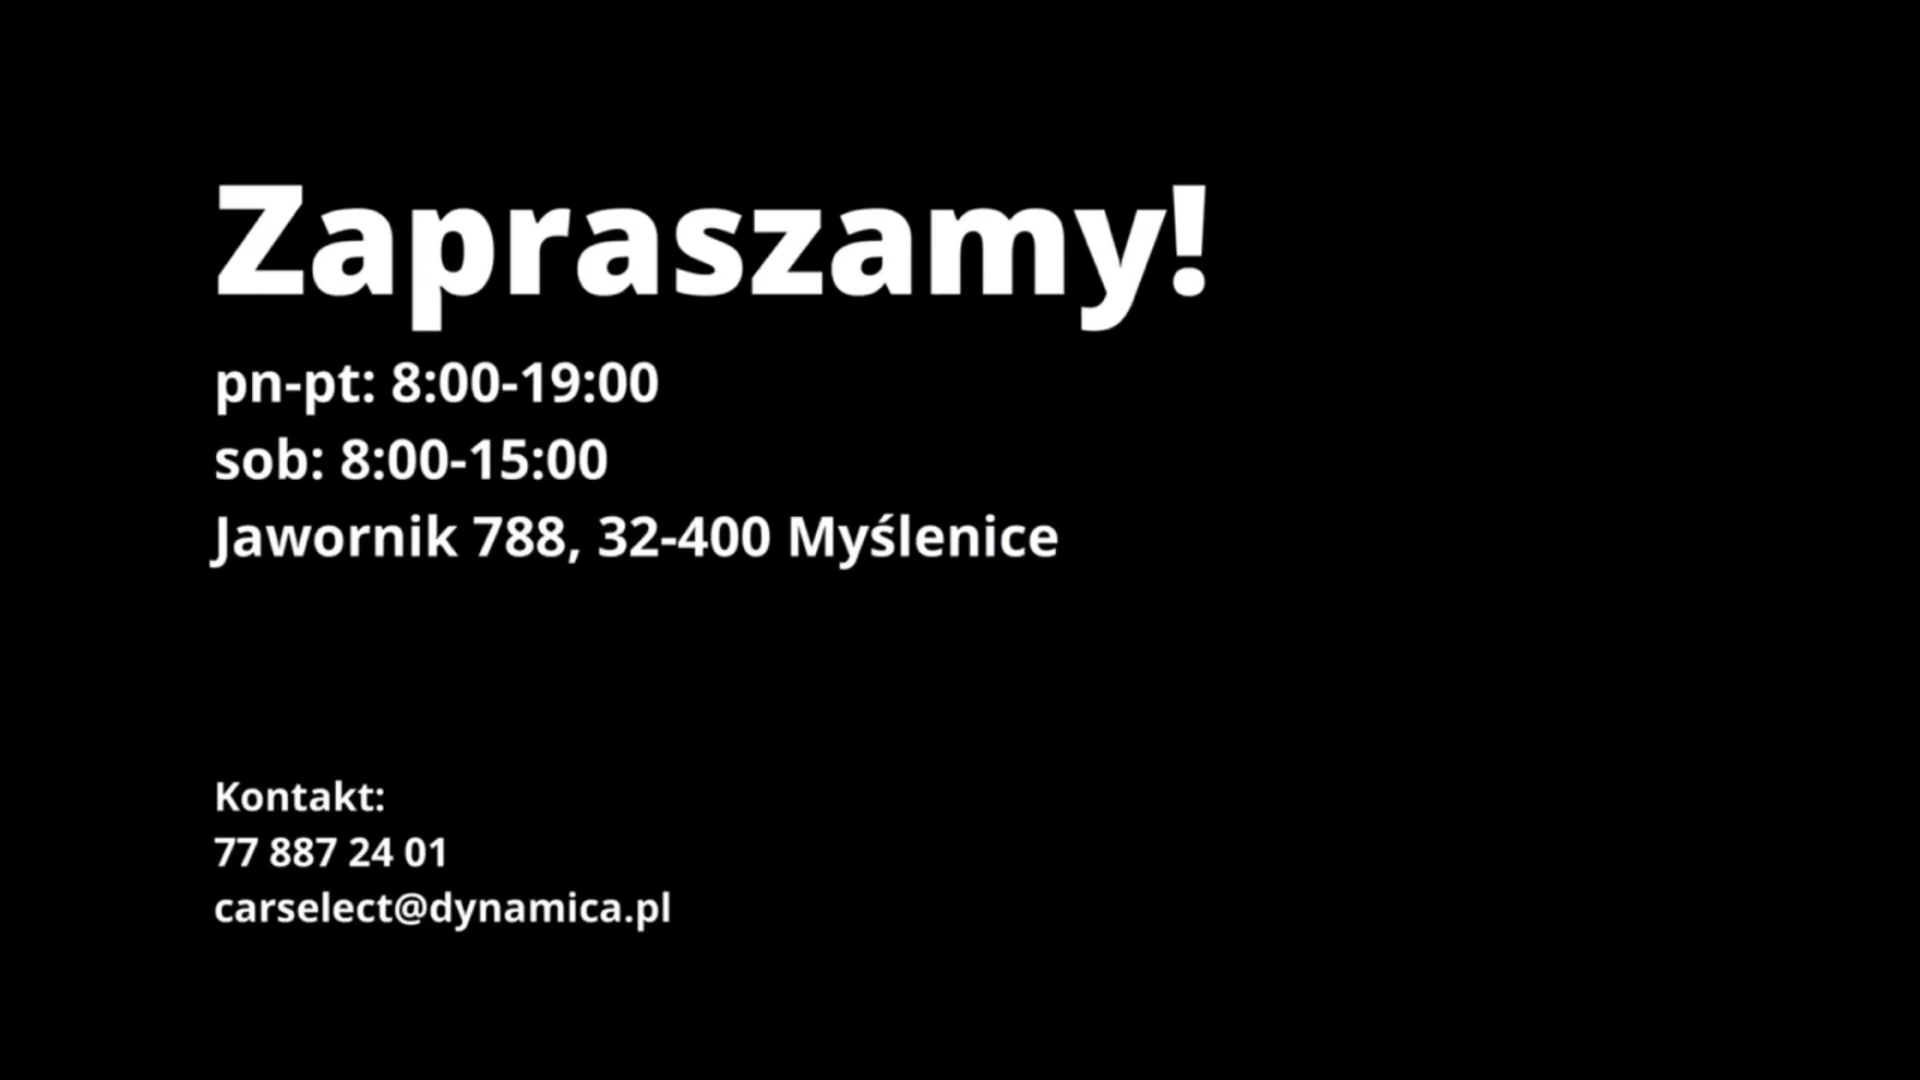 Zapraszamy!
pn-pt: 8:00-19:00
sob: 8:00-15:00
Jawornik 788, 32-400 Myślenice
Kontakt:
77 887 24 01
carselect@dynamica.pl